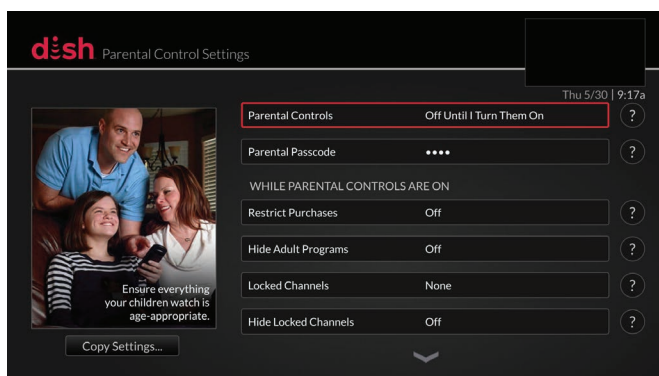 dish Parental Control Settings
Thu 5/30 | 9:17a
Parental Controls Off Until I Turn Them On ?
Parental Passcode •••• ?
WHILE PARENTAL CONTROLS ARE ON
Restrict Purchases Off ?
Hide Adult Programs Off ?
Locked Channels None ?
Hide Locked Channels Off ?
Ensure everything
your children watch is
age-appropriate.
Copy Settings...